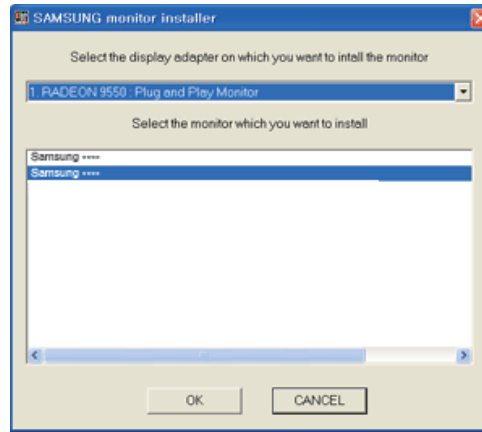 SAMSUNG monitor installer
Select the display adapter on which you want to intall the monitor
1. RADEON 9550 : Plug and Play Monitor
Select the monitor which you want to install
Samsung ----
Samsung ----
OK CANCEL